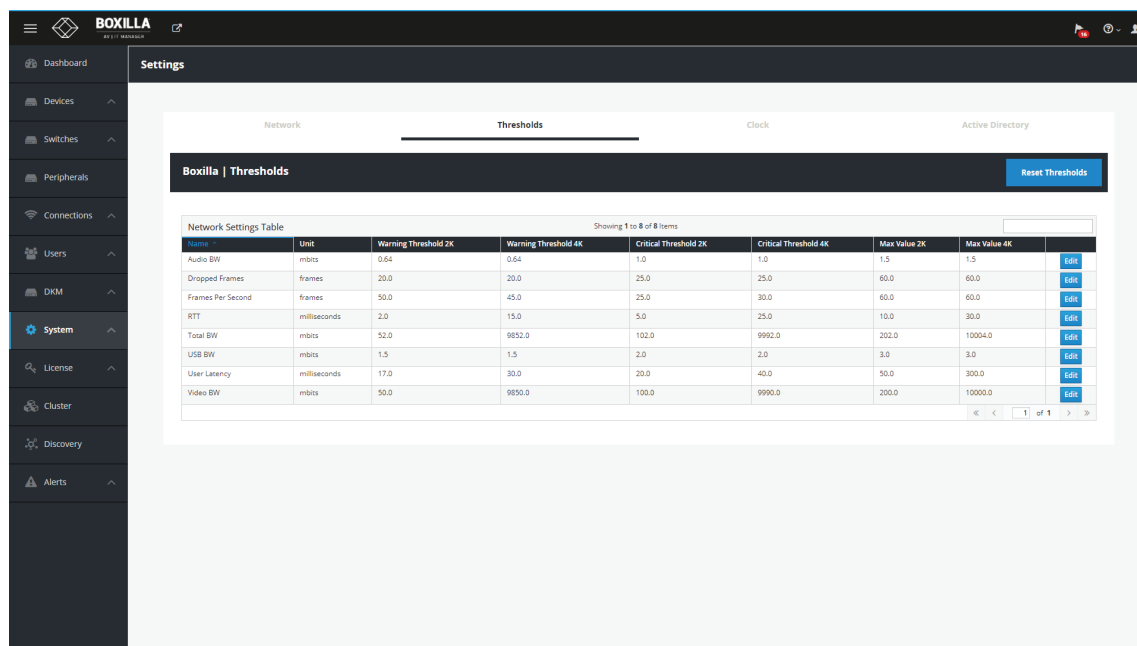 BOXILLA
AV | IT MANAGER
16
Dashboard
Settings
Devices
Switches
Peripherals
Connections
Users
DKM
System
License
Cluster
Discovery
Alerts
Network Thresholds Clock Active Directory
Boxilla | Thresholds Reset Thresholds
Network Settings Table Showing 1 to 8 of 8 Items
Name Unit Warning Threshold 2K Warning Threshold 4K Critical Threshold 2K Critical Threshold 4K Max Value 2K Max Value 4K
Audio BW mbits 0.64 0.64 1.0 1.0 1.5 1.5 Edit
Dropped Frames frames 20.0 20.0 25.0 25.0 60.0 60.0 Edit
Frames Per Second frames 50.0 45.0 25.0 30.0 60.0 60.0 Edit
RTT milliseconds 2.0 15.0 5.0 25.0 10.0 30.0 Edit
Total BW mbits 52.0 9852.0 102.0 9992.0 202.0 10004.0 Edit
USB BW mbits 1.5 1.5 2.0 2.0 3.0 3.0 Edit
User Latency milliseconds 17.0 30.0 20.0 40.0 50.0 300.0 Edit
Video BW mbits 50.0 9850.0 100.0 9990.0 200.0 10000.0 Edit
1 of 1